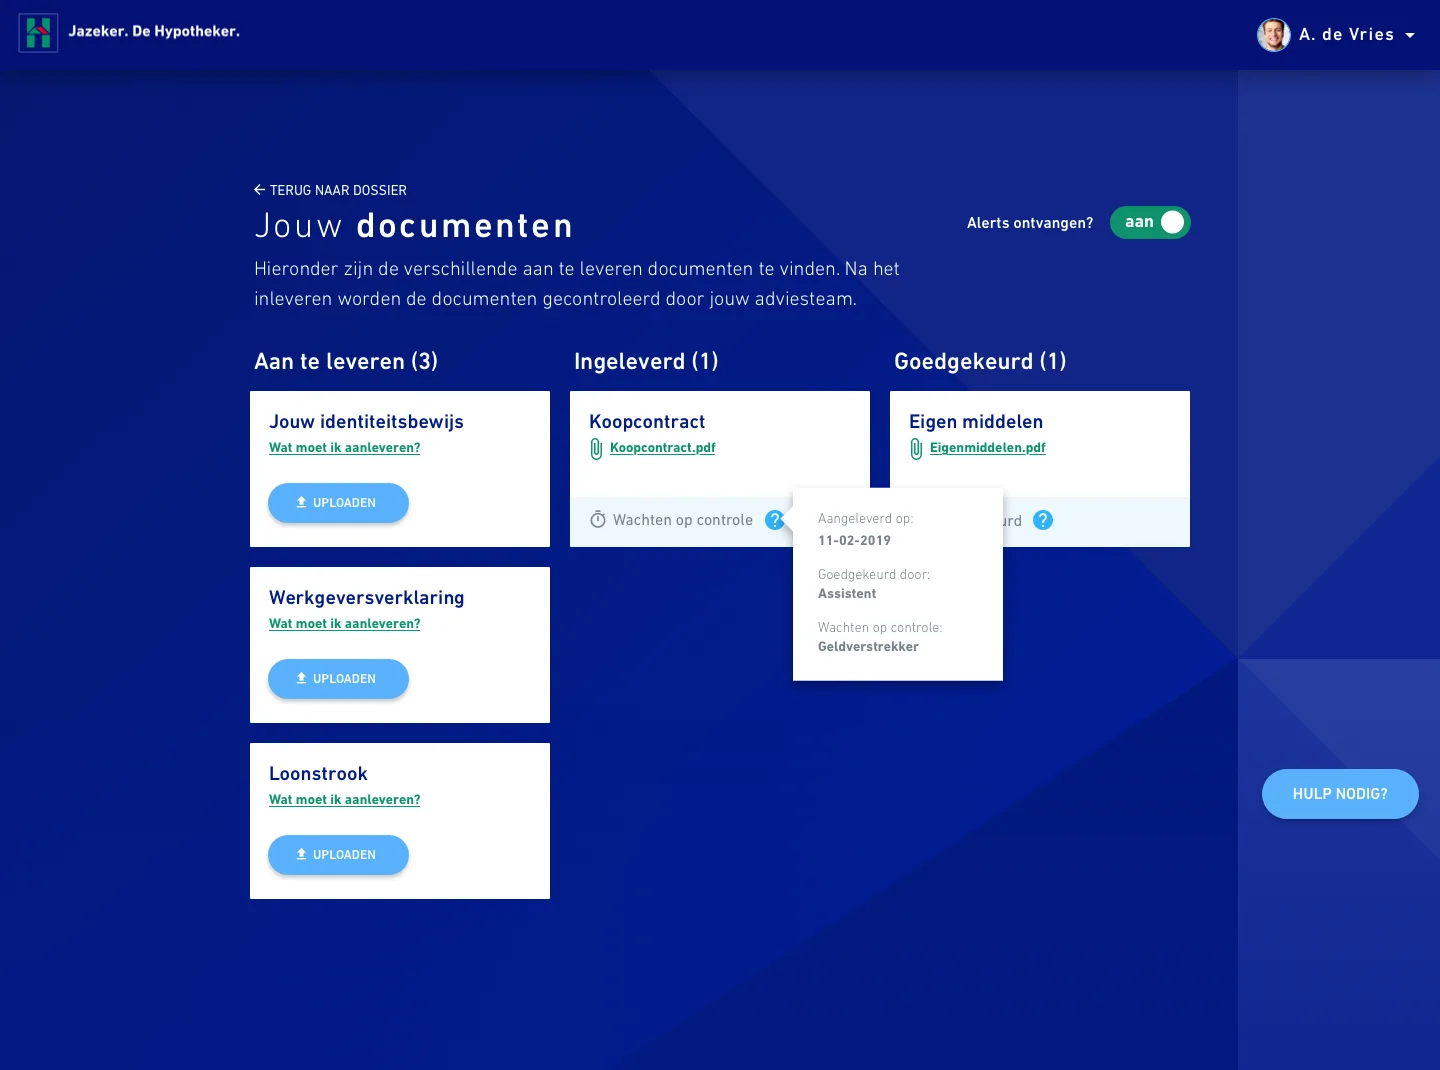 Jazeker. De Hypotheker.
A. de Vries
TERUG NAAR DOSSIER
Jouw documenten
Alerts ontvangen?
aan
Hieronder zijn de verschillende aan te leveren documenten te vinden. Na het
inleveren worden de documenten gecontroleerd door jouw adviesteam.
Aan te leveren (3)
Jouw identiteitsbewijs
Wat moet ik aanleveren?
UPLOADEN
Werkgeversverklaring
Wat moet ik aanleveren?
UPLOADEN
Loonstrook
Wat moet ik aanleveren?
UPLOADEN
Ingeleverd (1)
Koopcontract
Koopcontract.pdf
Wachten op controle ?
Aangeleverd op:
11-02-2019
Goedgekeurd door:
Assistent
Wachten op controle:
Geldverstrekker
Goedgekeurd (1)
Eigen middelen
Eigenmiddelen.pdf
urd ?
HULP NODIG?